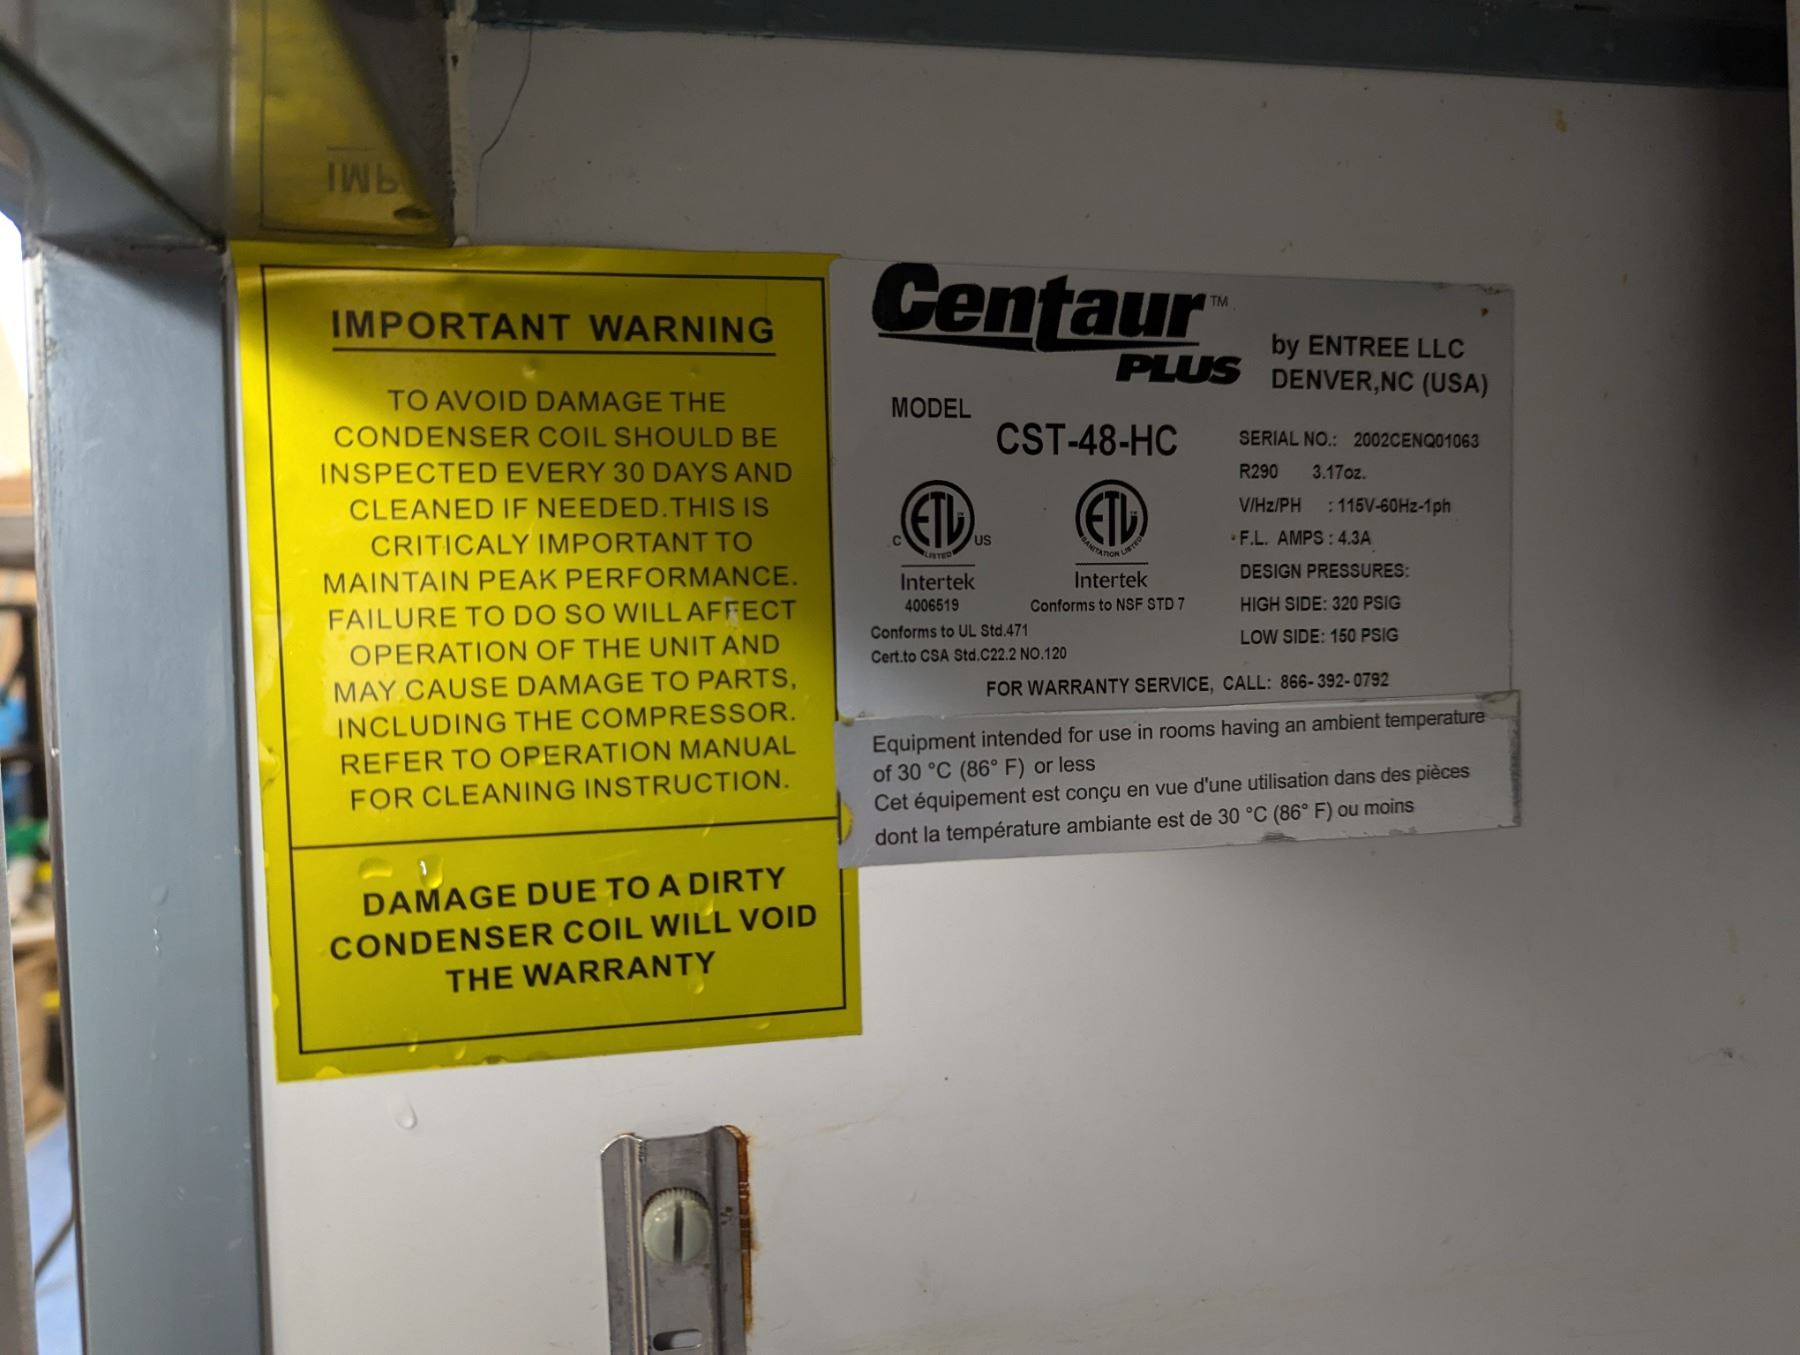 IMP
IMPORTANT WARNING
TO AVOID DAMAGE THE
CONDENSER COIL SHOULD BE
INSPECTED EVERY 30 DAYS AND
CLEANED IF NEEDED.THIS IS
CRITICALY IMPORTANT TO
MAINTAIN PEAK PERFORMANCE.
FAILURE TO DO SO WILL AFFECT
OPERATION OF THE UNIT AND
MAY CAUSE DAMAGE TO PARTS,
INCLUDING THE COMPRESSOR.
REFER TO OPERATION MANUAL
FOR CLEANING INSTRUCTION.
DAMAGE DUE TO A DIRTY
CONDENSER COIL WILL VOID
THE WARRANTY
Centaur™
PLUS
by ENTREE LLC
DENVER,NC (USA)
MODEL
CST-48-HC
C ETL US
LISTED
Intertek
4006519
ETL
SANITATION LISTED
Intertek
Conforms to NSF STD 7
Conforms to UL Std.471
Cert.to CSA Std.C22.2 NO.120
SERIAL NO.: 2002CENQ01063
R290 3.17oz.
V/Hz/PH : 115V-60Hz-1ph
F.L. AMPS : 4.3A
DESIGN PRESSURES:
HIGH SIDE: 320 PSIG
LOW SIDE: 150 PSIG
FOR WARRANTY SERVICE, CALL: 866-392-0792
Equipment intended for use in rooms having an ambient temperature
of 30 °C (86° F) or less
Cet équipement est conçu en vue d'une utilisation dans des pièces
dont la température ambiante est de 30 °C (86° F) ou moins